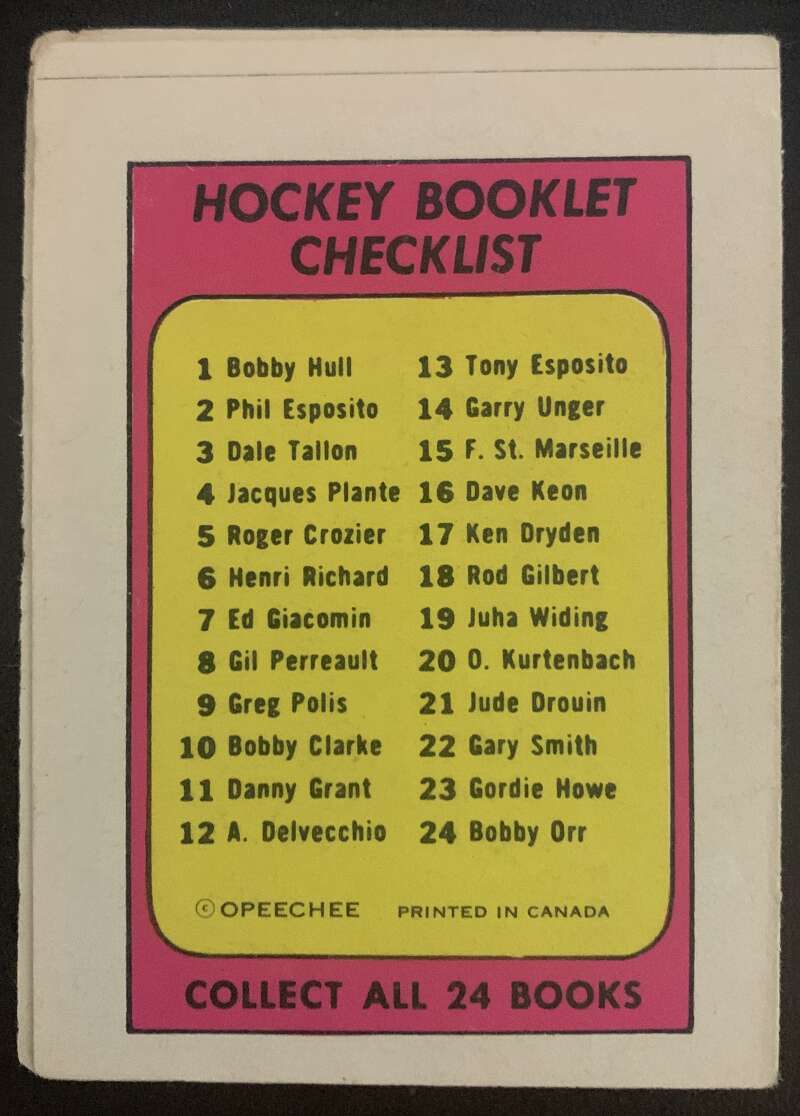 HOCKEY BOOKLET
CHECKLIST
1 Bobby Hull
2 Phil Esposito
3 Dale Tallon
4 Jacques Plante
5 Roger Crozier
6 Henri Richard
7 Ed Giacomin
8 Gil Perreault
9 Greg Polis
10 Bobby Clarke
11 Danny Grant
12 A. Delvecchio
13 Tony Esposito
14 Garry Unger
15 F. St. Marseille
16 Dave Keon
17 Ken Dryden
18 Rod Gilbert
19 Juha Widing
20 O. Kurtenbach
21 Jude Drouin
22 Gary Smith
23 Gordie Howe
24 Bobby Orr
© OPEECHEE PRINTED IN CANADA
COLLECT ALL 24 BOOKS